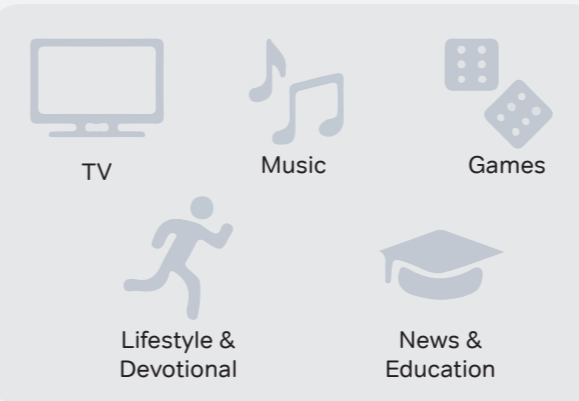 TV
Music
Games
Lifestyle &
Devotional
News &
Education